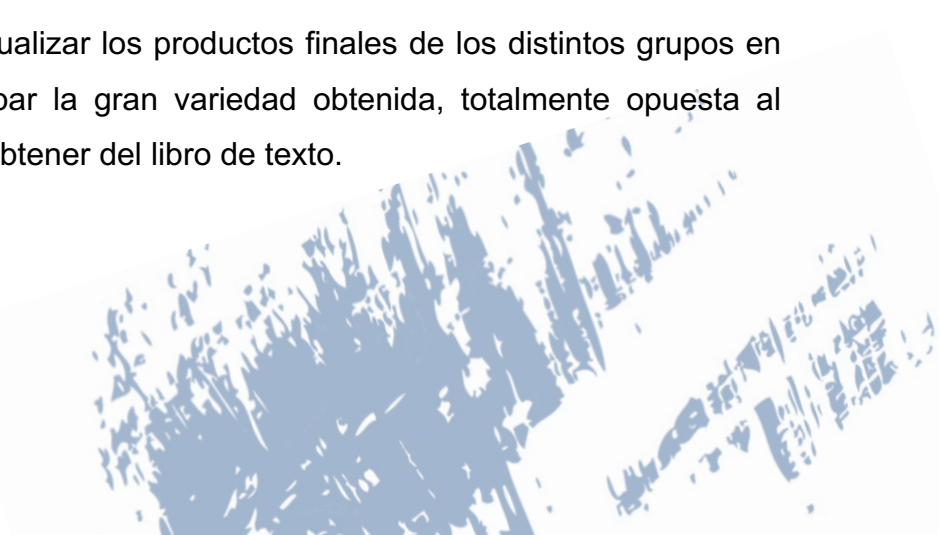 ualizar los productos finales de los distintos grupos en
bar la gran variedad obtenida, totalmente opuesta al
btener del libro de texto.